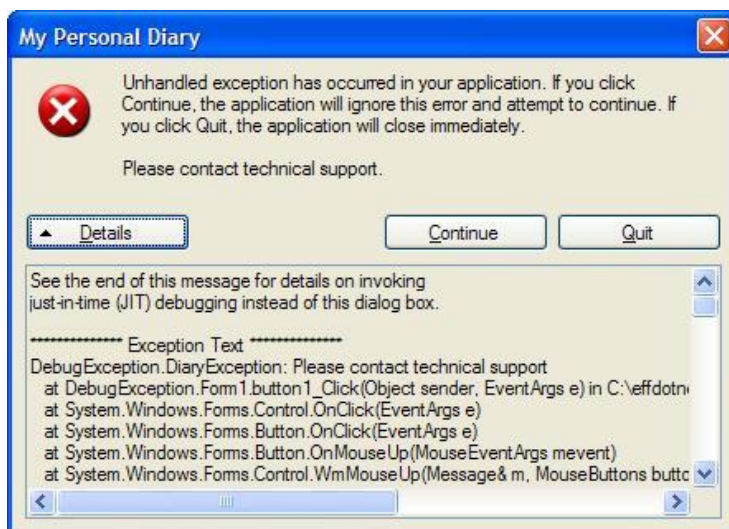 My Personal Diary
Unhandled exception has occurred in your application. If you click
Continue, the application will ignore this error and attempt to continue. If
you click Quit, the application will close immediately.
Please contact technical support.
Details
Continue
Quit
See the end of this message for details on invoking
just-in-time (JIT) debugging instead of this dialog box.
************** Exception Text **************
DebugException.DiaryException: Please contact technical support
at DebugException.Form1.button1_Click(Object sender, EventArgs e) in C:\effdotne
at System.Windows.Forms.Control.OnClick(EventArgs e)
at System.Windows.Forms.Button.OnClick(EventArgs e)
at System.Windows.Forms.Button.OnMouseUp(MouseEventArgs mevent)
at System.Windows.Forms.Control.WmMouseUp(Message& m, MouseButtons buttc